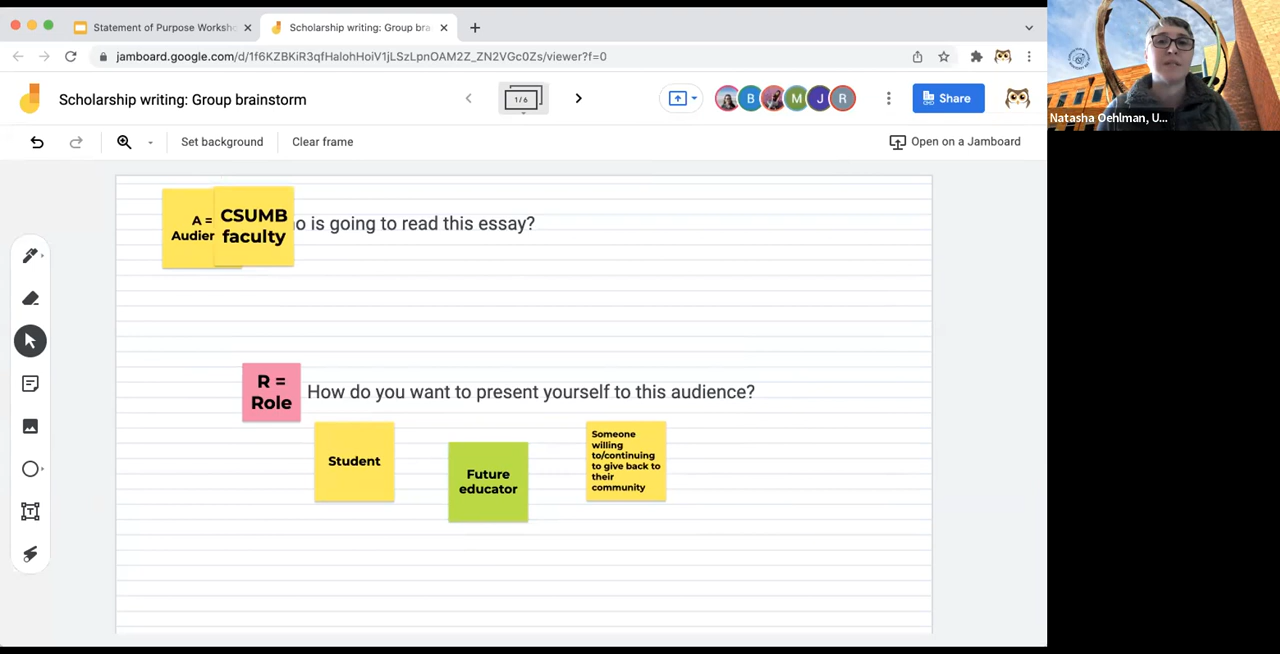 Statement of Purpose Worksho
Scholarship writing: Group bra
jamboard.google.com/d/1f6KZBKiR3qfHalohHoiV1jLSzLpnOAM2Z_ZN2VGc0Zs/viewer?f=0
Scholarship writing: Group brainstorm
1/6
B
M
J
R
Share
Set background
Clear frame
Open on a Jamboard
A =
Audier
CSUMB
faculty
o is going to read this essay?
R =
Role
How do you want to present yourself to this audience?
Student
Future
educator
Someone
willing
to/continuing
to give back to
their
community
Natasha Oehlman, U...